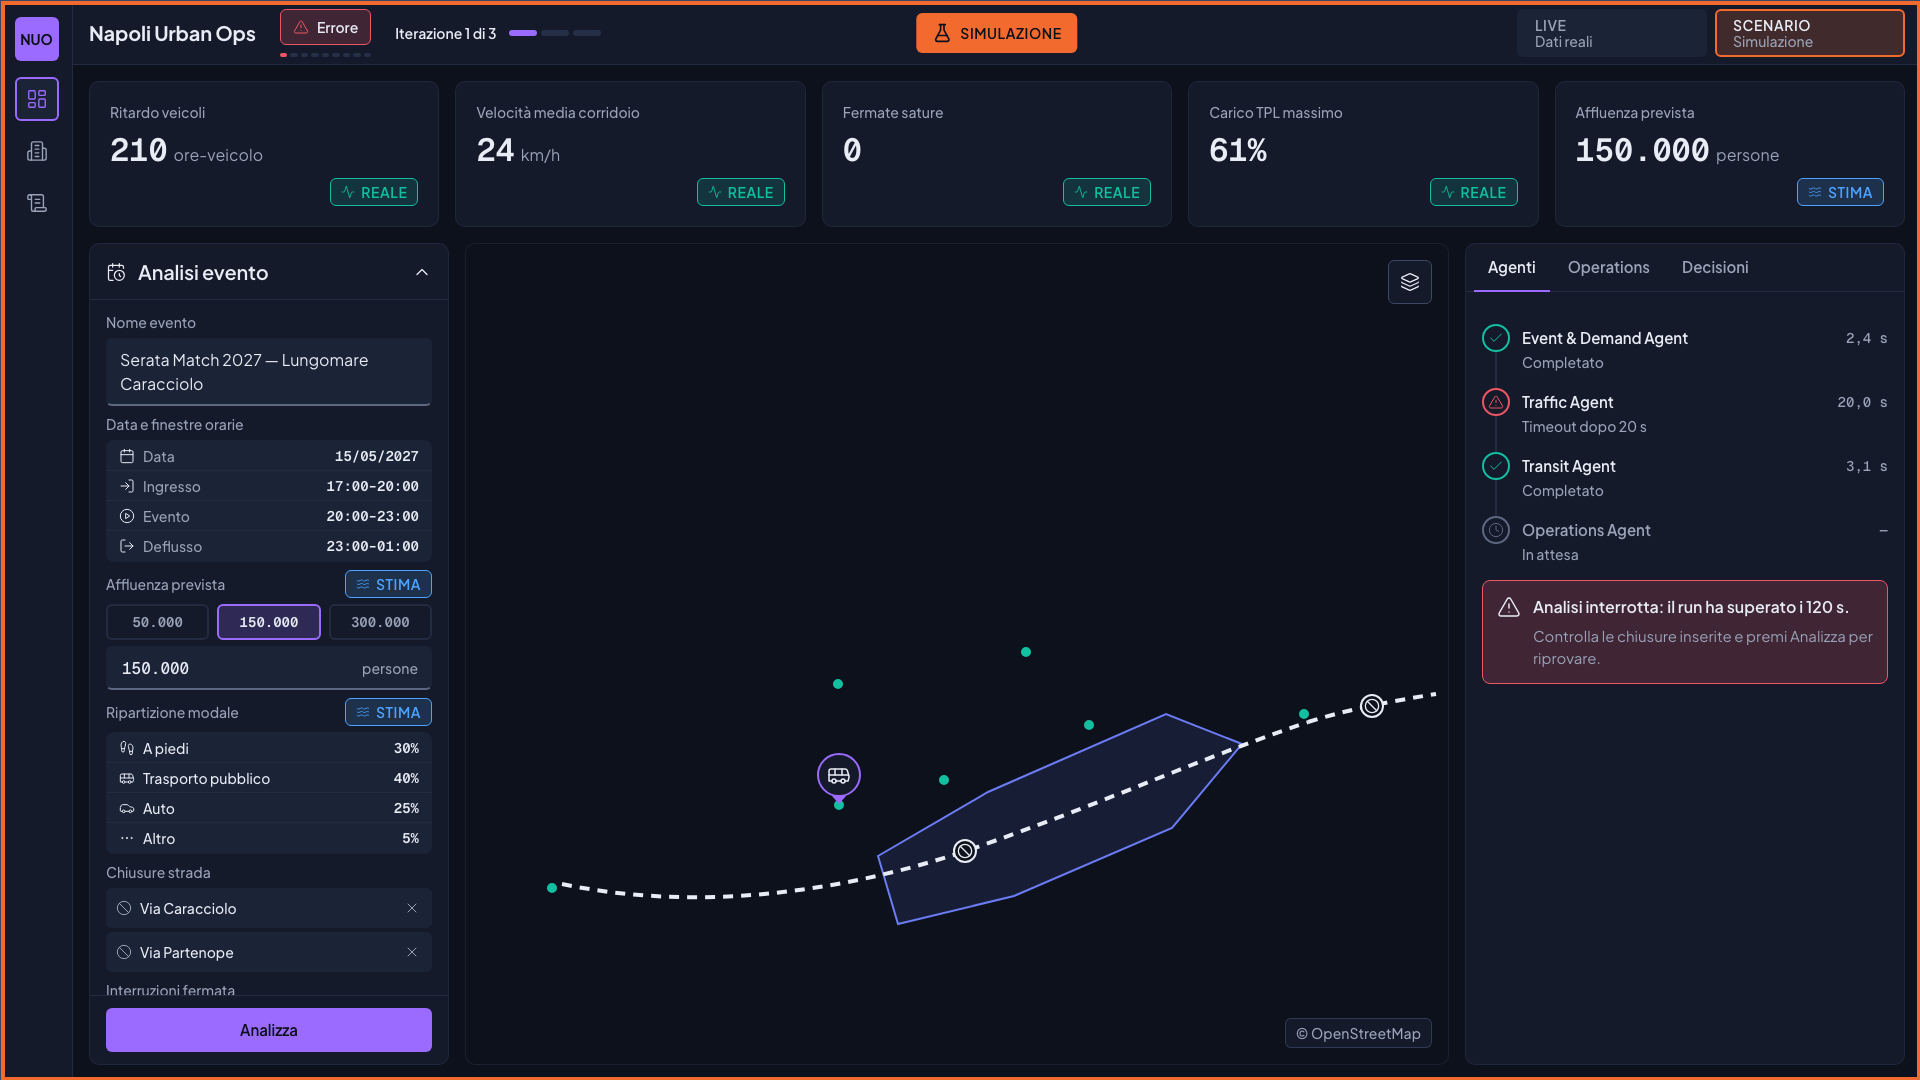 NUO
Napoli Urban Ops
Errore
Iterazione 1 di 3
SIMULAZIONE
LIVE
Dati reali
SCENARIO
Simulazione
Ritardo veicoli
210 ore-veicolo
REALE
Velocità media corridoio
24 km/h
REALE
Fermate sature
0
REALE
Carico TPL massimo
61%
REALE
Affluenza prevista
150.000 persone
STIMA
Analisi evento
Nome evento
Serata Match 2027 — Lungomare
Caracciolo
Data e finestre orarie
Data 15/05/2027
Ingresso 17:00–20:00
Evento 20:00–23:00
Deflusso 23:00–01:00
Affluenza prevista STIMA
50.000 150.000 300.000
150.000 persone
Ripartizione modale STIMA
A piedi 30%
Trasporto pubblico 40%
Auto 25%
Altro 5%
Chiusure strada
Via Caracciolo
Via Partenope
Interruzioni fermata
Analizza
© OpenStreetMap
Agenti Operations Decisioni
Event & Demand Agent 2,4 s
Completato
Traffic Agent 20,0 s
Timeout dopo 20 s
Transit Agent 3,1 s
Completato
Operations Agent –
In attesa
Analisi interrotta: il run ha superato i 120 s.
Controlla le chiusure inserite e premi Analizza per
riprovare.